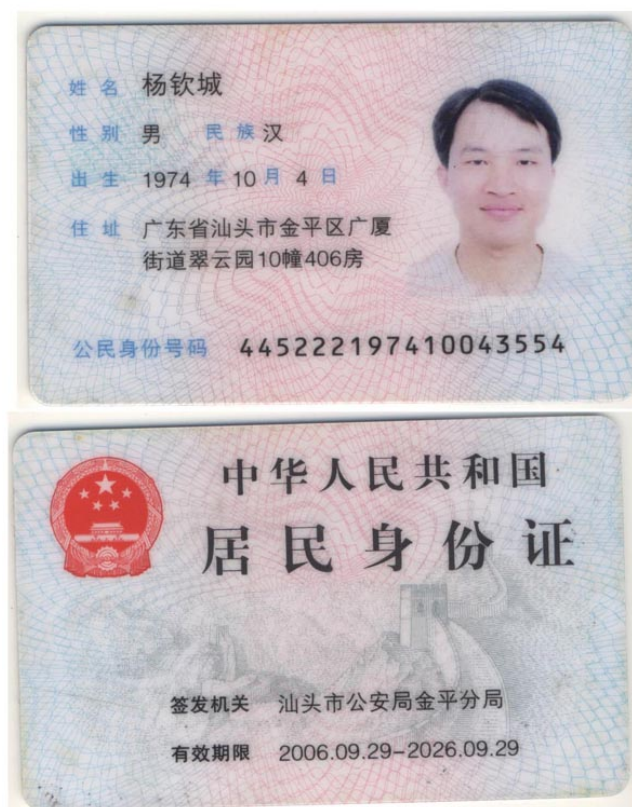 姓名 杨钦城
性别 男 民族 汉
出生 1974 年 10 月 4 日
住址 广东省汕头市金平区广厦
街道翠云园10幢406房
公民身份号码 445222197410043554
中华人民共和国
居民身份证
签发机关 汕头市公安局金平分局
有效期限 2006.09.29-2026.09.29